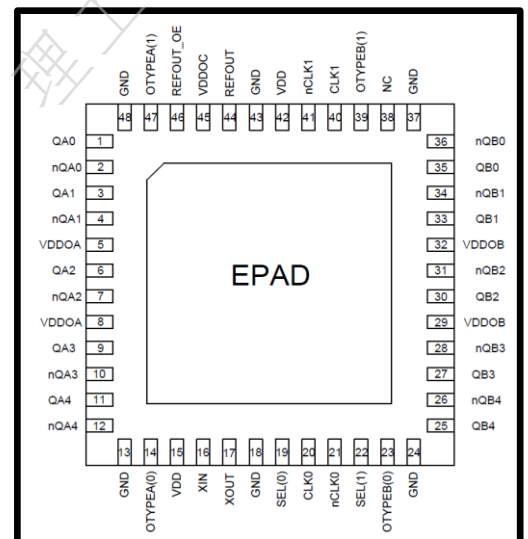 理工
GND
OTYPEA(1)
REFOUT_OE
VDDOC
REFOUT
GND
VDD
nCLK1
CLK1
OTYPEB(1)
NC
GND
48 47 46 45 44 43 42 41 40 39 38 37
QA0 1 36 nQB0
nQA0 2 35 QB0
QA1 3 34 nQB1
nQA1 4 33 QB1
VDDOA 5 32 VDDOB
QA2 6 31 nQB2
EPAD
nQA2 7 30 QB2
VDDOA 8 29 VDDOB
QA3 9 28 nQB3
nQA3 10 27 QB3
QA4 11 26 nQB4
nQA4 12 25 QB4
13 14 15 16 17 18 19 20 21 22 23 24
GND
OTYPEA(0)
VDD
XIN
XOUT
GND
SEL(0)
CLK0
nCLK0
SEL(1)
OTYPEB(0)
GND